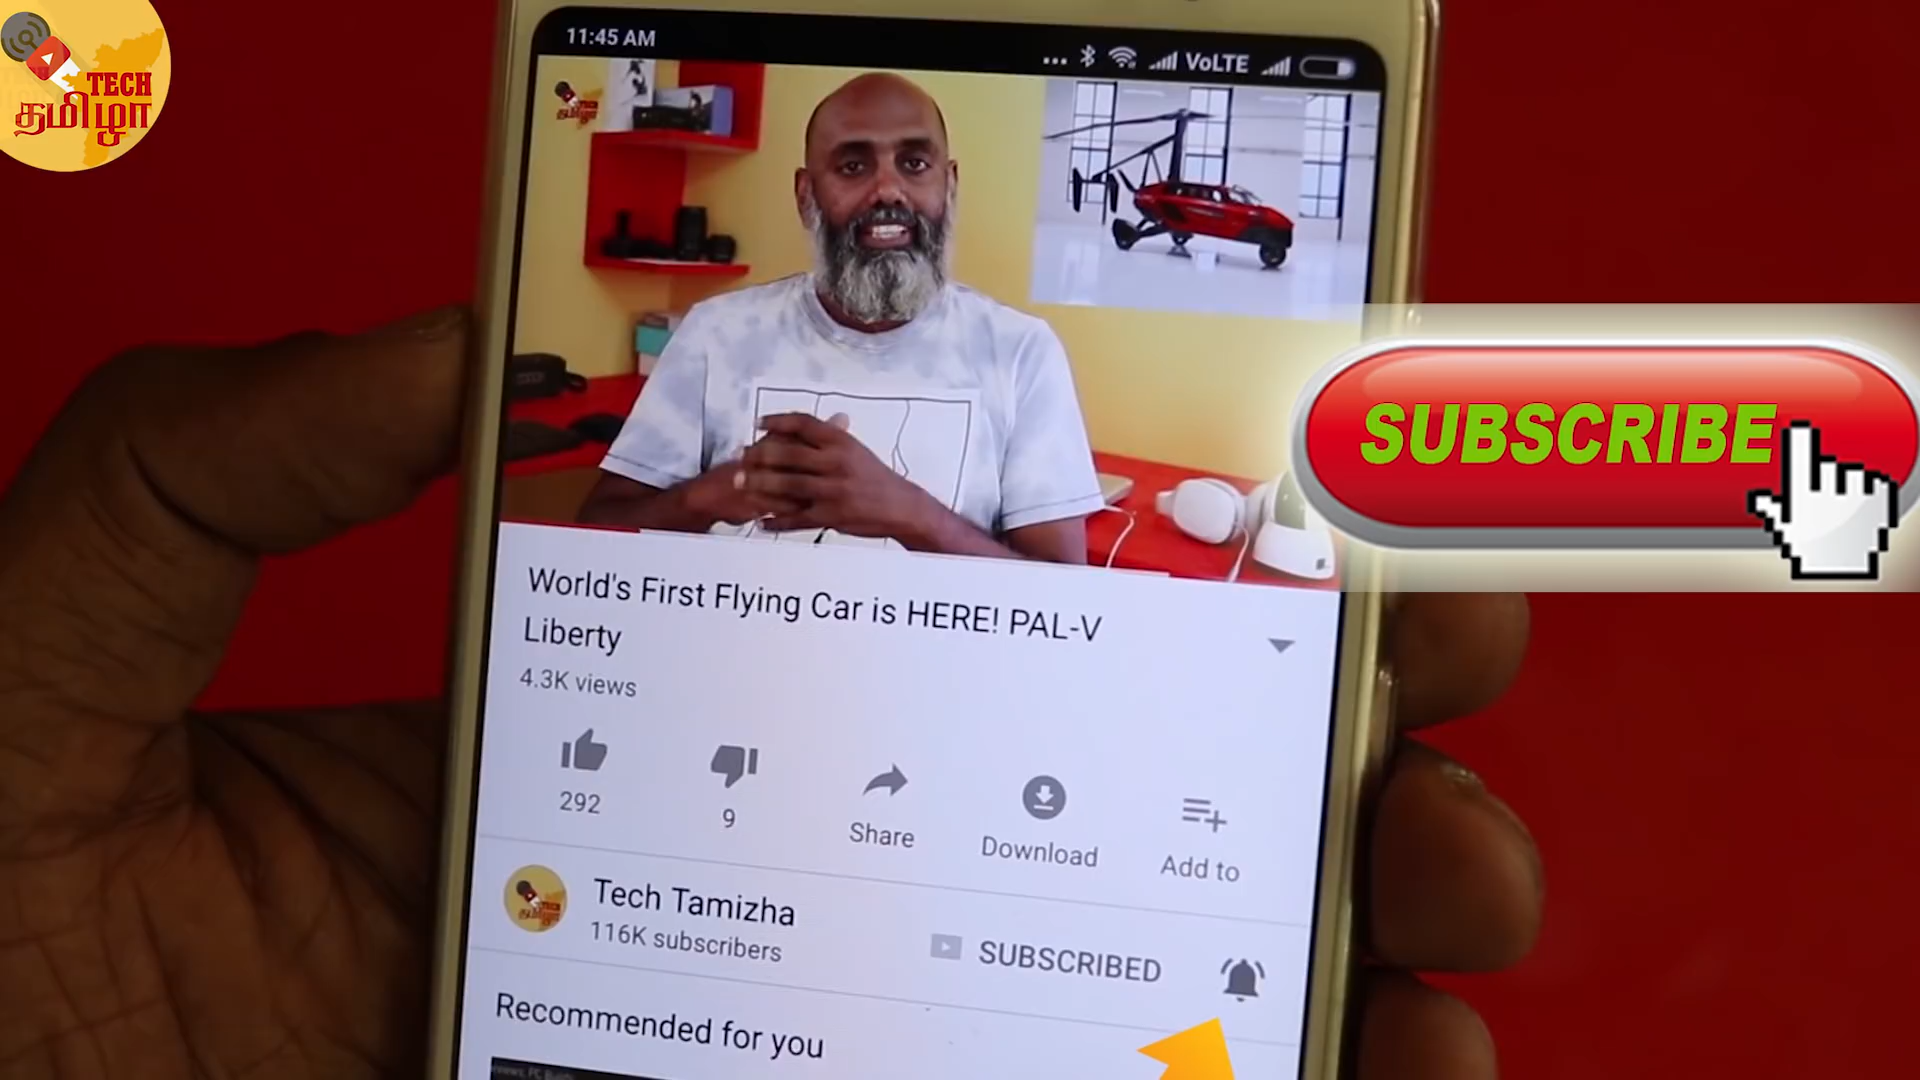 TECH
தமிழா
11:45 AM
VoLTE
SUBSCRIBE
World's First Flying Car is HERE! PAL-V
Liberty
4.3K views
292
9
Share
Download
Add to
Tech Tamizha
116K subscribers
SUBSCRIBED
Recommended for you